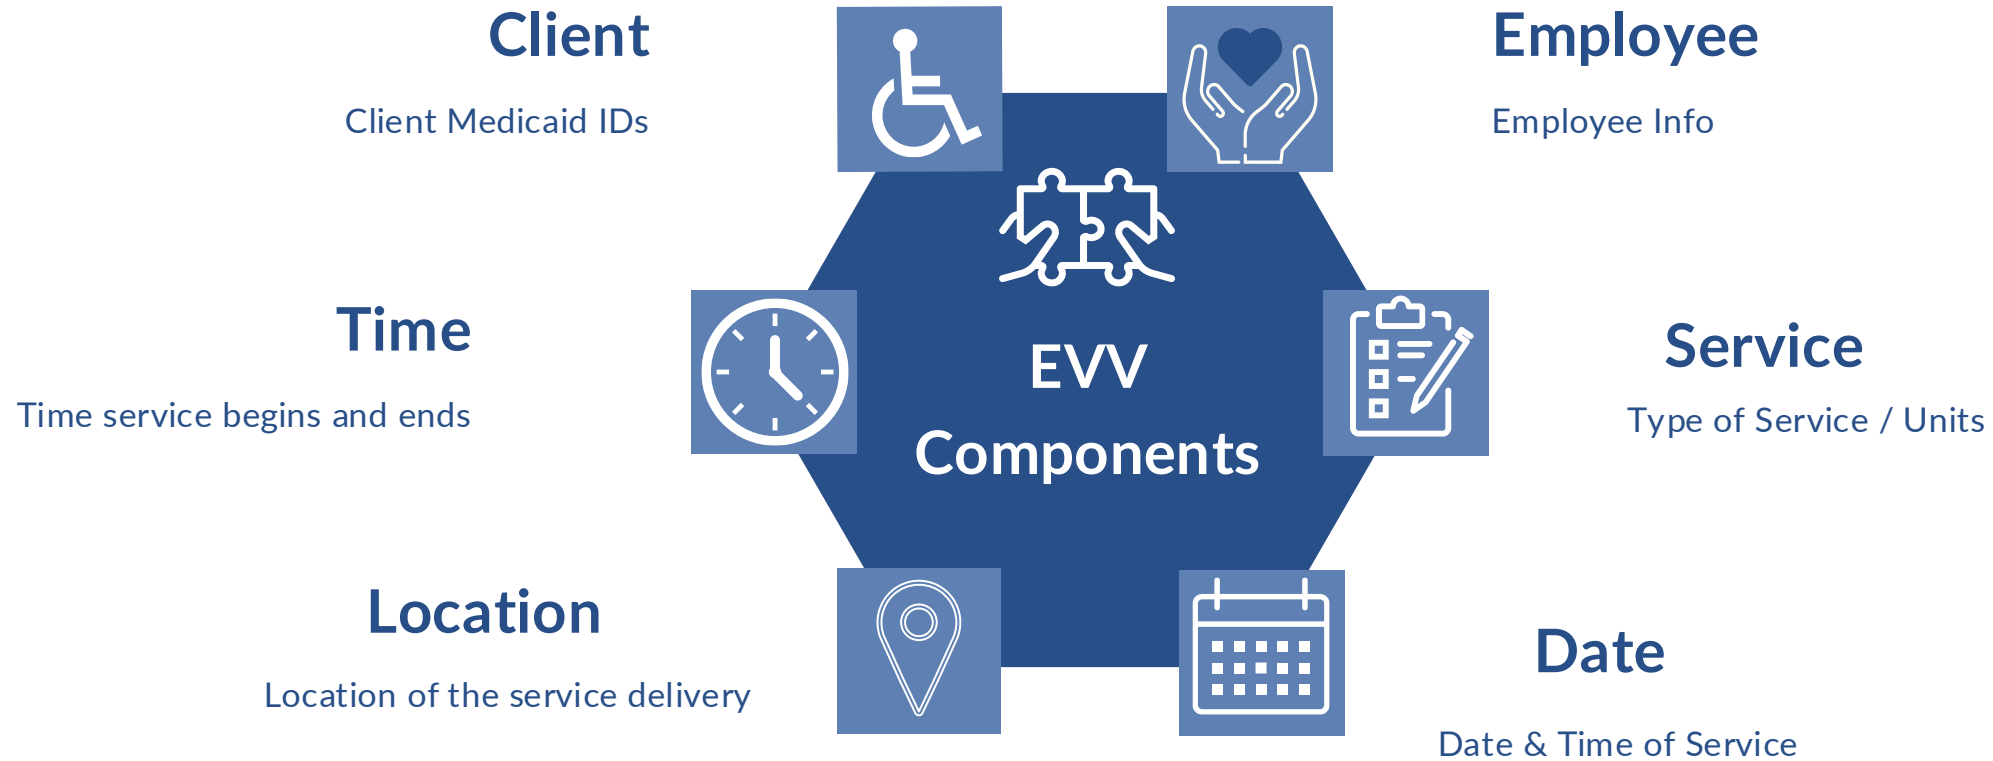 Client
Client Medicaid IDs
Employee
Employee Info
Time
Time service begins and ends
EVV
Components
Service
Type of Service / Units
Location
Location of the service delivery
Date
Date & Time of Service